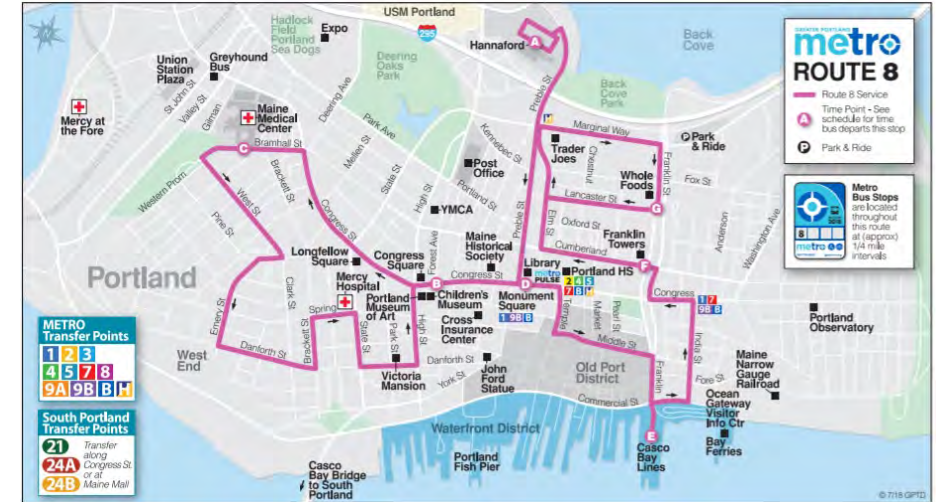 USM Portland
295
Hadlock
Field
Portland
Sea Dogs
Expo
Hannaford
A
Back
Cove
Union
Station
Plaza
Greyhound
Bus
Deering
Oaks
Park
St John St
Valley St
Gilman
Deering Ave
Preble St
Back
Cove
Park
Mercy at
the Fore
Maine
Medical
Center
Park Ave
Kennebec St
Marginal Way
Park
& Ride
C
Bramhall St
Mellen St
Trader
Joes
Chestnut
Franklin St
Fox St
Post
Office
Whole
Foods
Western Prom
West St
Brackett St
State St
High St
Portland St
Lancaster St
G
Pine St
Congress St
YMCA
Preble St
Elm St
Oxford St
Anderson
Washington Ave
Maine
Historical
Society
Cumberland
Franklin
Towers
F
Longfellow
Square
Congress
Square
Forest Ave
Library
metro
PULSE
Portland HS
2 4 5
7 B M
Portland
Clark St
Mercy
Hospital
B
Congress St
D
Congress
1 7
9B B
Emery St
Spring
Portland
Museum
of Art
Children's
Museum
Monument
Square
1 9B B
Temple
Market
Pearl St
Portland
Observatory
Brackett St
State St
Park St
High St
Cross
Insurance
Center
Middle St
India St
West
End
Danforth St
Victoria
Mansion
Danforth St
York St
John
Ford
Statue
Old Port
District
Franklin
Fore St
Maine
Narrow
Gauge
Railroad
Commercial St
Waterfront District
Ocean
Gateway
Visitor
Info Ctr
Bay
Ferries
E
Casco
Bay
Lines
Portland
Fish Pier
Casco
Bay Bridge
to South
Portland
METRO
Transfer Points
1 2 3
4 5 7 8
9A 9B B M
South Portland
Transfer Points
21
24A
24B
Transfer
along
Congress St.
or at
Maine Mall
GREATER PORTLAND
metro
ROUTE 8
Route 8 Service
A
Time Point - See
schedule for time
bus departs this stop
P
Park & Ride
8
metro
Metro
Bus Stops
are located
throughout
this route
at (approx)
1/4 mile
intervals